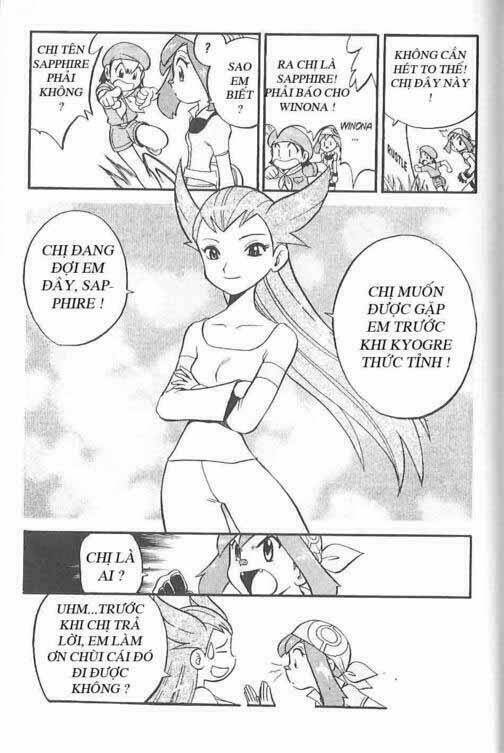 CHỊ TÊN
SAPPHIRE
PHẢI
KHÔNG
?
?
SAO
EM
BIẾT
?
RA CHỊ LÀ
SAPPHIRE!
PHẢI BÁO CHO
WINONA !
WINONA
...
KHÔNG CẦN
HÉT TO THẾ!
CHỊ ĐÂY NÀY
!
RUSTLE
CHỊ ĐANG
ĐỢI EM
ĐÂY, SAP-
PHIRE !
CHỊ MUỐN
ĐƯỢC GẶP
EM TRƯỚC
KHI KYOGRE
THỨC TỈNH !
CHỊ LÀ
AI ?
UHM...TRƯỚC
KHI CHỊ TRẢ
LỜI, EM LÀM
ƠN CHÙI CÁI ĐÓ
ĐI ĐƯỢC
KHÔNG ?